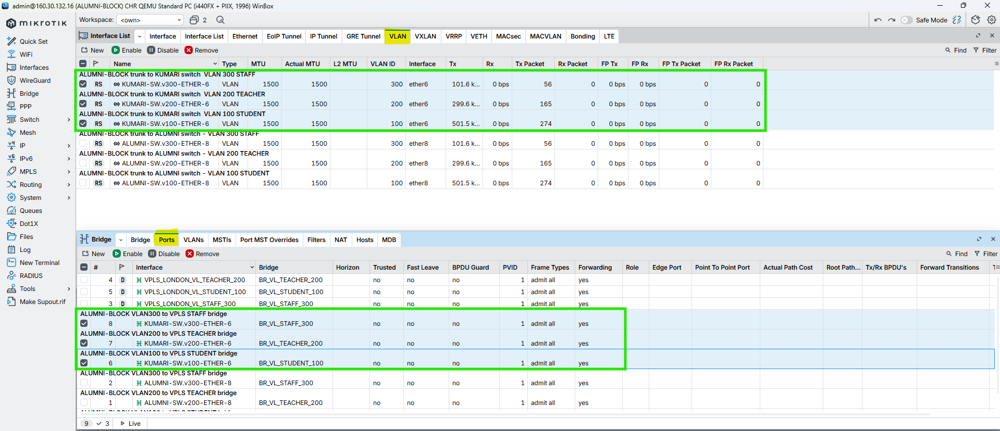 admin@160.30.132.16 (ALUMNI-BLOCK) CHR QEMU Standard PC (i440FX + PIIX, 1996) WinBox
MikroTik
Workspace: <own> 2 Safe Mode
Quick Set
WiFi
Interfaces
WireGuard
Bridge
PPP
Switch
Mesh
IP
IPv6
MPLS
Routing
System
Queues
Dot1X
Files
Log
New Terminal
RADIUS
Tools
Make Supout.rif
Interface List Interface Interface List Ethernet EoIP Tunnel IP Tunnel GRE Tunnel VLAN VXLAN VRRP VETH MACsec MACVLAN Bonding LTE
New Enable Disable Remove Find Filter
Name Type MTU Actual MTU L2 MTU VLAN ID Interface Tx Rx Tx Packet Rx Packet FP Tx FP Rx FP Tx Packet FP Rx Packet
ALUMNI-BLOCK trunk to KUMARI switch VLAN 300 STAFF
RS KUMARI-SW.v300-ETHER-6 VLAN 1500 1500 300 ether6 101.6 k... 0 bps 56 0 0 bps 0 bps 0 0
ALUMNI-BLOCK trunk to KUMARI switch VLAN 200 TEACHER
RS KUMARI-SW.v200-ETHER-6 VLAN 1500 1500 200 ether6 299.6 k... 0 bps 165 0 0 bps 0 bps 0 0
ALUMNI-BLOCK trunk to KUMARI switch VLAN 100 STUDENT
RS KUMARI-SW.v100-ETHER-6 VLAN 1500 1500 100 ether6 501.5 k... 0 bps 274 0 0 bps 0 bps 0 0
ALUMNI-BLOCK trunk to ALUMNI switch - VLAN 300 STAFF
RS ALUMNI-SW.v300-ETHER-8 VLAN 1500 1500 300 ether8 101.6 k... 0 bps 56 0 0 bps 0 bps 0 0
ALUMNI-BLOCK trunk to ALUMNI switch - VLAN 200 TEACHER
RS ALUMNI-SW.v200-ETHER-8 VLAN 1500 1500 200 ether8 299.6 k... 0 bps 165 0 0 bps 0 bps 0 0
ALUMNI-BLOCK trunk to ALUMNI switch - VLAN 100 STUDENT
RS ALUMNI-SW.v100-ETHER-8 VLAN 1500 1500 100 ether8 501.5 k... 0 bps 274 0 0 bps 0 bps 0 0
Bridge Bridge Ports VLANs MSTIs Port MST Overrides Filters NAT Hosts MDB
New Enable Disable Remove Find Filter
# Interface Bridge Horizon Trusted Fast Leave BPDU Guard PVID Frame Types Forwarding Role Edge Port Point To Point Port Actual Path Cost Root Path... Tx/Rx BPDU's Forward Transitions
4 D VPLS_LONDON_VL_TEACHER_200 BR_VL_TEACHER_200 no no no 1 admit all yes
5 D VPLS_LONDON_VL_STUDENT_100 BR_VL_STUDENT_100 no no no 1 admit all yes
3 D VPLS_LONDON_VL_STAFF_300 BR_VL_STAFF_300 no no no 1 admit all yes
ALUMNI-BLOCK VLAN300 to VPLS STAFF bridge
8 KUMARI-SW.v300-ETHER-6 BR_VL_STAFF_300 no no no 1 admit all yes
ALUMNI-BLOCK VLAN200 to VPLS TEACHER bridge
7 KUMARI-SW.v200-ETHER-6 BR_VL_TEACHER_200 no no no 1 admit all yes
ALUMNI-BLOCK VLAN100 to VPLS STUDENT bridge
6 KUMARI-SW.v100-ETHER-6 BR_VL_STUDENT_100 no no no 1 admit all yes
ALUMNI-BLOCK VLAN300 to VPLS STAFF bridge
2 ALUMNI-SW.v300-ETHER-8 BR_VL_STAFF_300 no no no 1 admit all yes
ALUMNI-BLOCK VLAN200 to VPLS TEACHER bridge
1 ALUMNI-SW.v200-ETHER-8 BR_VL_TEACHER_200 no no no 1 admit all yes
9 3 Live